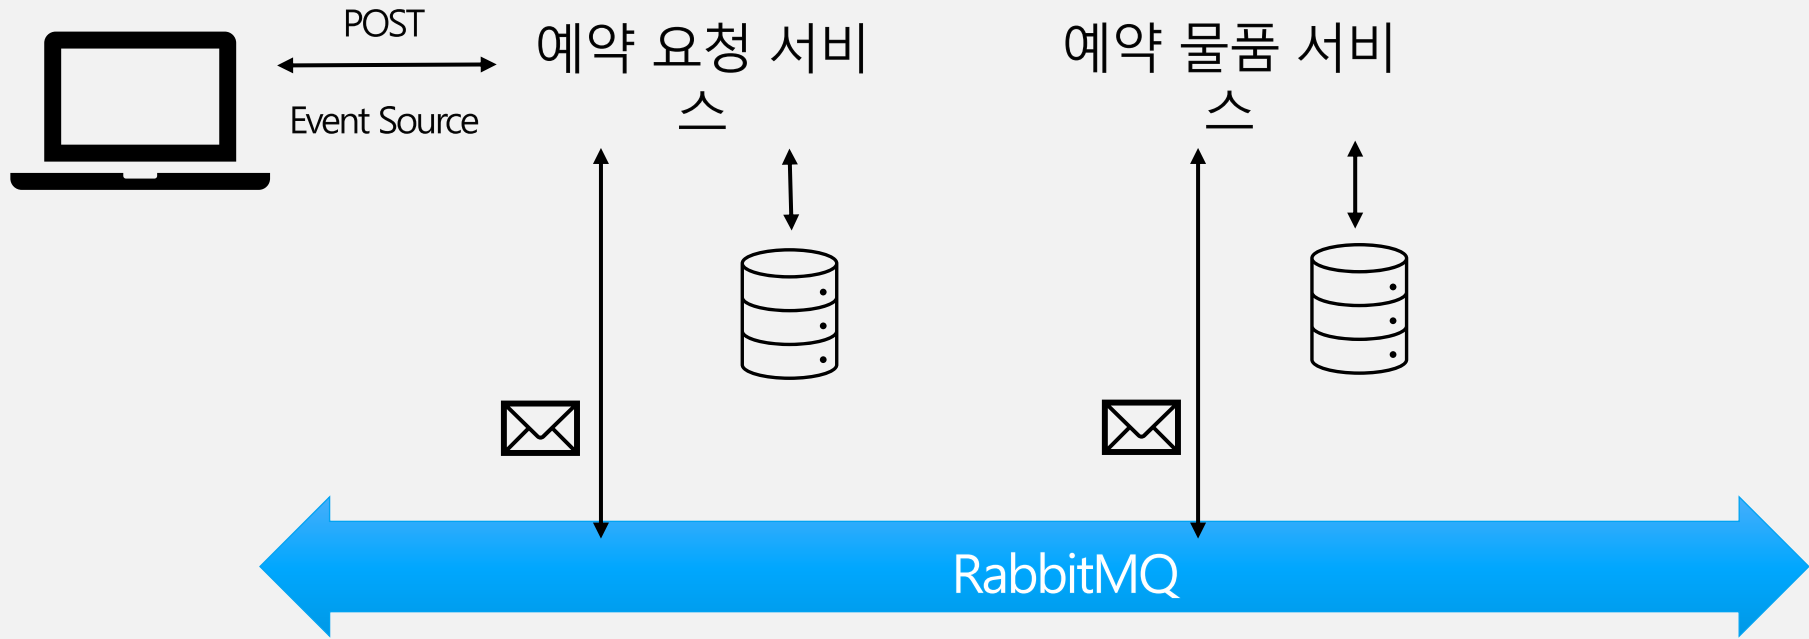 POST
Event Source
예약 요청 서비
스
예약 물품 서비
스
RabbitMQ